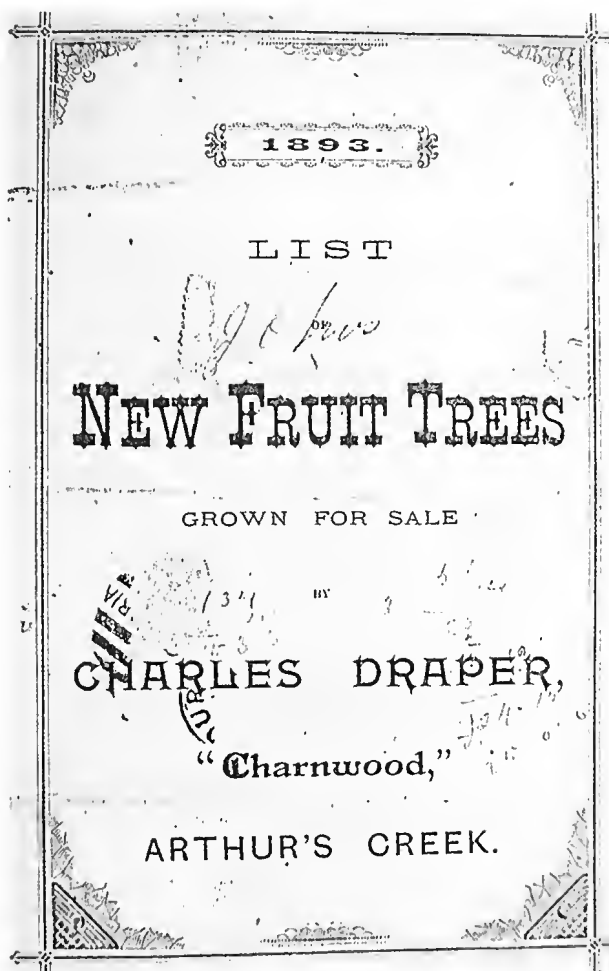 1893.
LIST
OF
NEW FRUIT TREES
GROWN FOR SALE
BY
CHARLES DRAPER,
"Charnwood,"
ARTHUR'S CREEK.